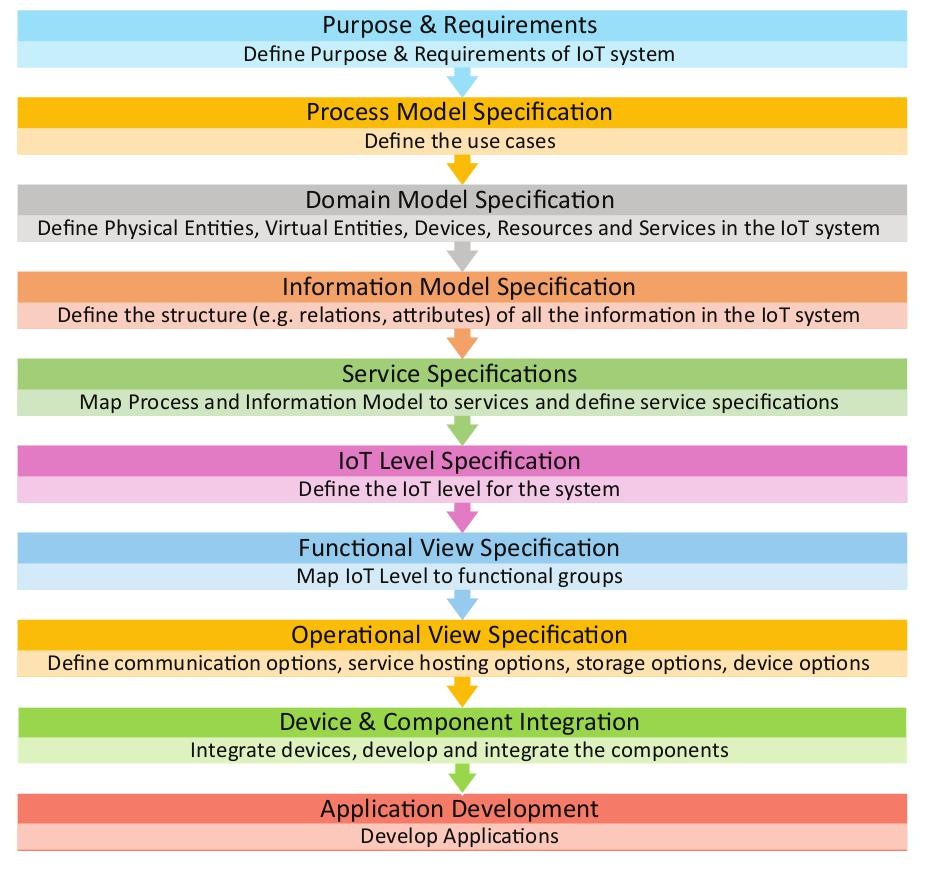 Purpose & Requirements
Define Purpose & Requirements of IoT system
Process Model Specification
Define the use cases
Domain Model Specification
Define Physical Entities, Virtual Entities, Devices, Resources and Services in the IoT system
Information Model Specification
Define the structure (e.g. relations, attributes) of all the information in the IoT system
Service Specifications
Map Process and Information Model to services and define service specifications
IoT Level Specification
Define the IoT level for the system
Functional View Specification
Map IoT Level to functional groups
Operational View Specification
Define communication options, service hosting options, storage options, device options
Device & Component Integration
Integrate devices, develop and integrate the components
Application Development
Develop Applications